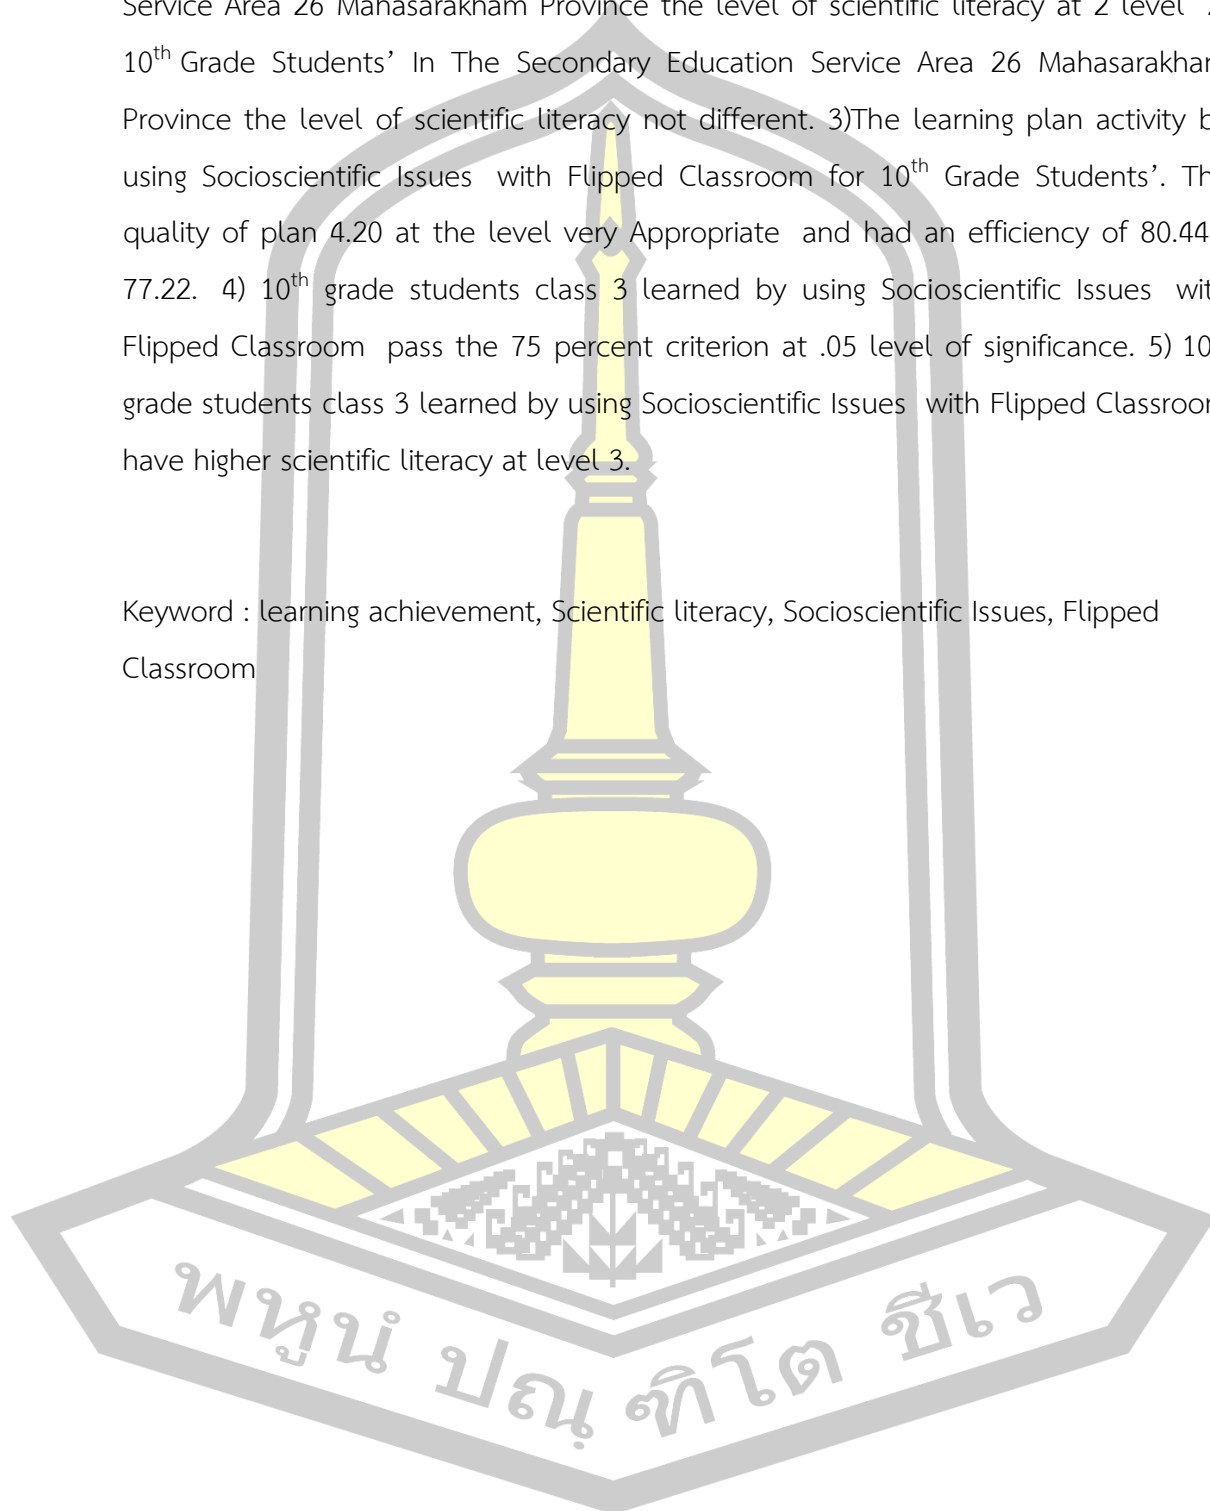 Service Area 26 Mahasarakham Province the level of scientific literacy at 2 level
10th Grade Students’ In The Secondary Education Service Area 26
Province the level of scientific literacy not different. 3)The learning plan activity
using Socioscientific Issues with Flipped Classroom for 10th Grade Students’.
quality of plan 4.20 at the level very Appropriate and had an efficiency of 80.44
77.22. 4) 10th grade students class 3 learned by using Socioscientific Issues
Flipped Classroom pass the 75 percent criterion at .05 level of significance. 5)
grade students class 3 learned by using Socioscientific Issues with Flipped
have higher scientific literacy at level 3.
Keyword : learning achievement, Scientific literacy, Socioscientific Issues, Flipped
Classroom
พหูนํ ปณฺฑิโต ชีเว